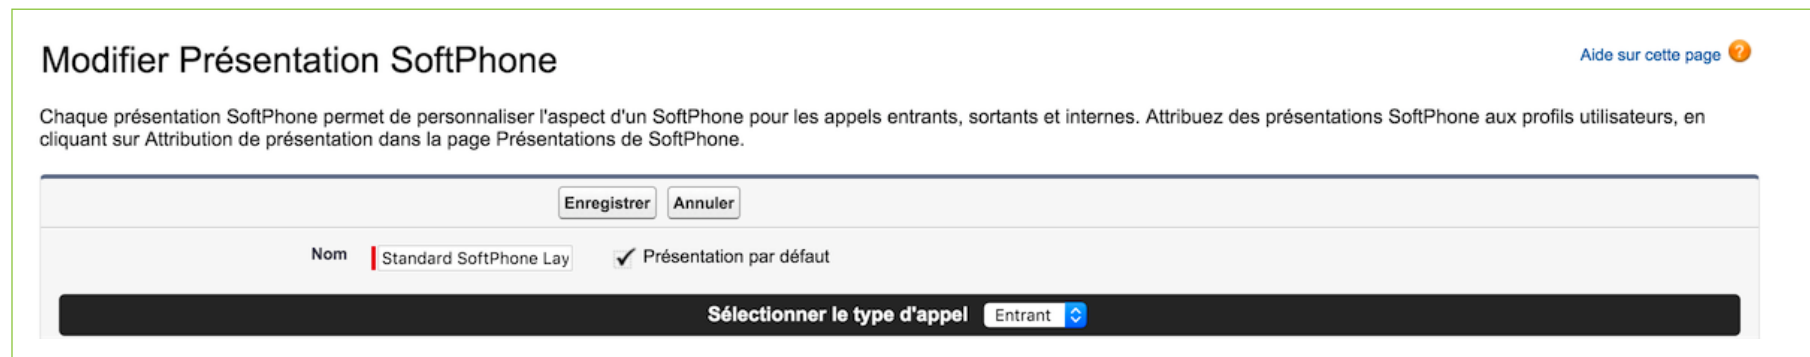 Modifier Présentation SoftPhone
Aide sur cette page ?
Chaque présentation SoftPhone permet de personnaliser l'aspect d'un SoftPhone pour les appels entrants, sortants et internes. Attribuez des présentations SoftPhone aux profils utilisateurs, en
cliquant sur Attribution de présentation dans la page Présentations de SoftPhone.
Enregistrer Annuler
Nom Standard SoftPhone Lay Présentation par défaut
Sélectionner le type d'appel Entrant